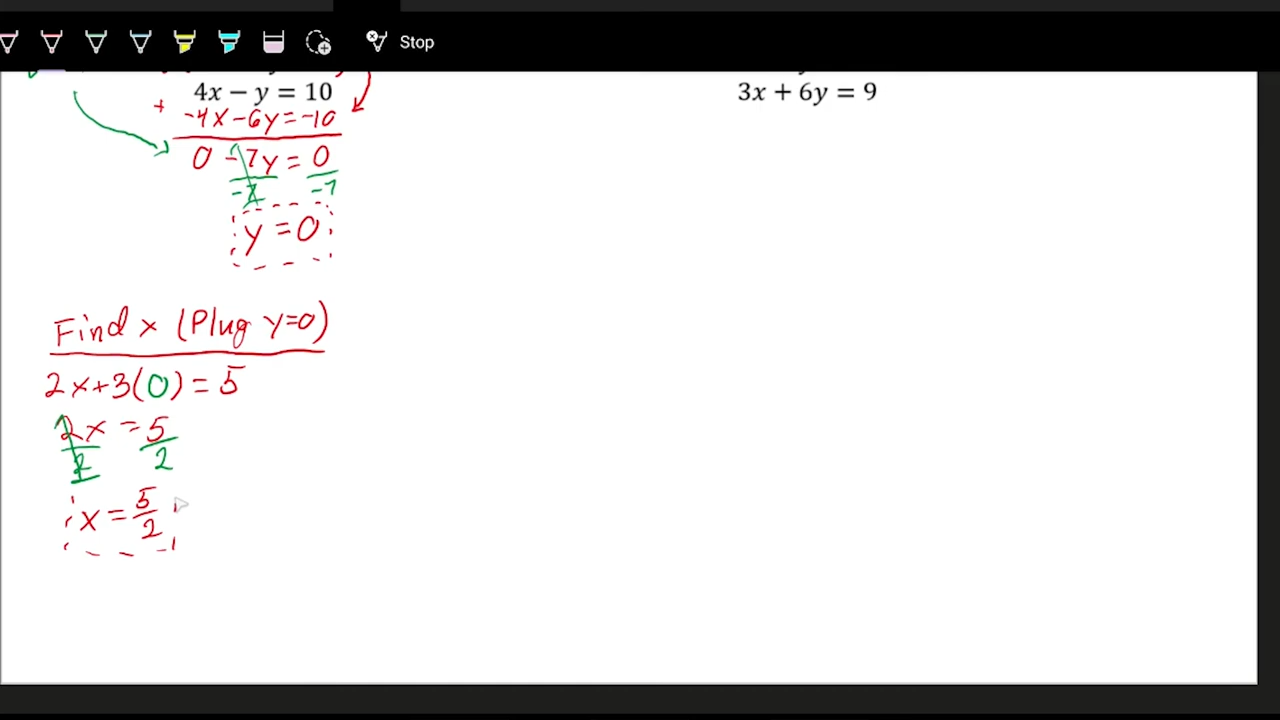 Stop
4x − y = 10
+ -4x-6y=-10
0 -7y = 0
-7 -7
y = 0
Find x (Plug y=0)
2x+3(0) = 5
2x = 5
2 2
x = 5/2
3x + 6y = 9